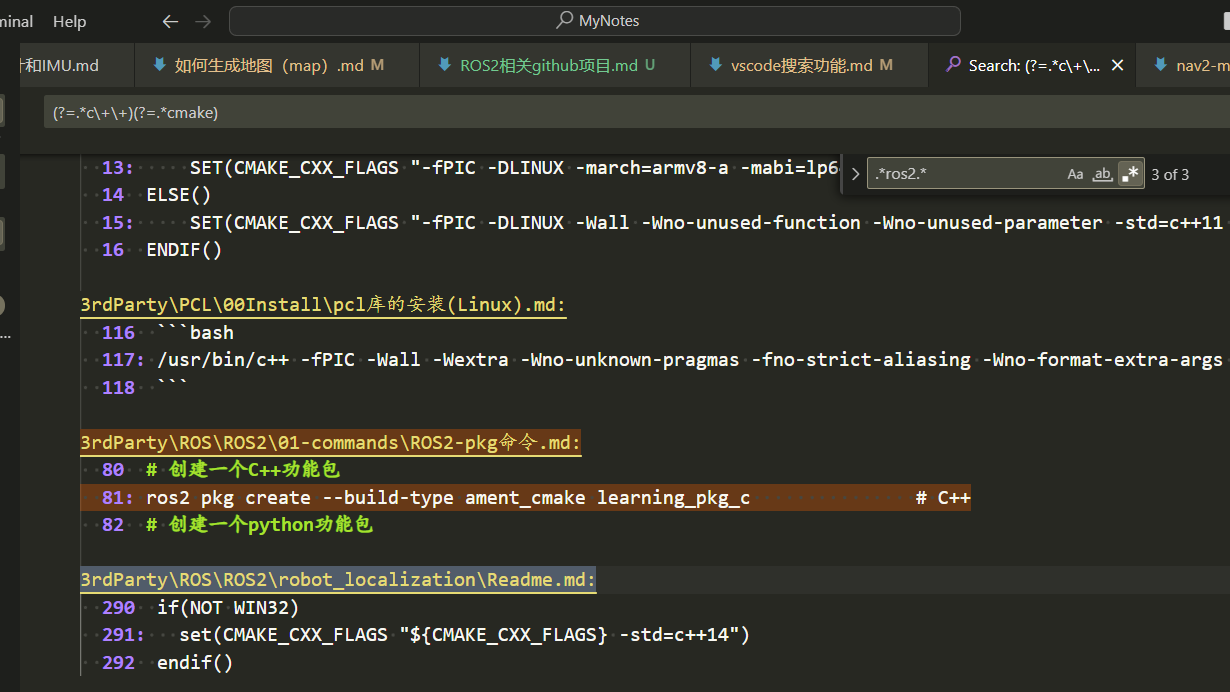 minal Help MyNotes
和IMU.md 如何生成地图（map）.md M ROS2相关github项目.md U vscode搜索功能.md M Search: (?=.*c\+\... nav2-m
(?=.*c\+\+)(?=.*cmake)
.*ros2.* Aa ab .* 3 of 3
13: SET(CMAKE_CXX_FLAGS "-fPIC -DLINUX -march=armv8-a -mabi=lp6
14 ELSE()
15: SET(CMAKE_CXX_FLAGS "-fPIC -DLINUX -Wall -Wno-unused-function -Wno-unused-parameter -std=c++11
16 ENDIF()
3rdParty\PCL\00Install\pcl库的安装(Linux).md:
116 ```bash
117: /usr/bin/c++ -fPIC -Wall -Wextra -Wno-unknown-pragmas -fno-strict-aliasing -Wno-format-extra-args
118 ```
3rdParty\ROS\ROS2\01-commands\ROS2-pkg命令.md:
80 # 创建一个C++功能包
81: ros2 pkg create --build-type ament_cmake learning_pkg_c # C++
82 # 创建一个python功能包
3rdParty\ROS\ROS2\robot_localization\Readme.md:
290 if(NOT WIN32)
291: set(CMAKE_CXX_FLAGS "${CMAKE_CXX_FLAGS} -std=c++14")
292 endif()